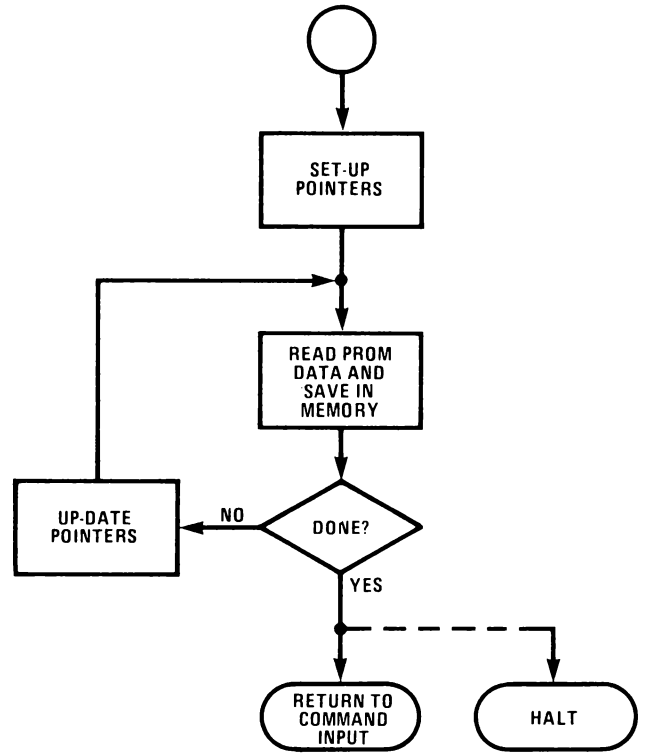 SET-UP
POINTERS
READ PROM
DATA AND
SAVE IN
MEMORY
UP-DATE
POINTERS
NO
DONE?
YES
RETURN TO
COMMAND
INPUT
HALT